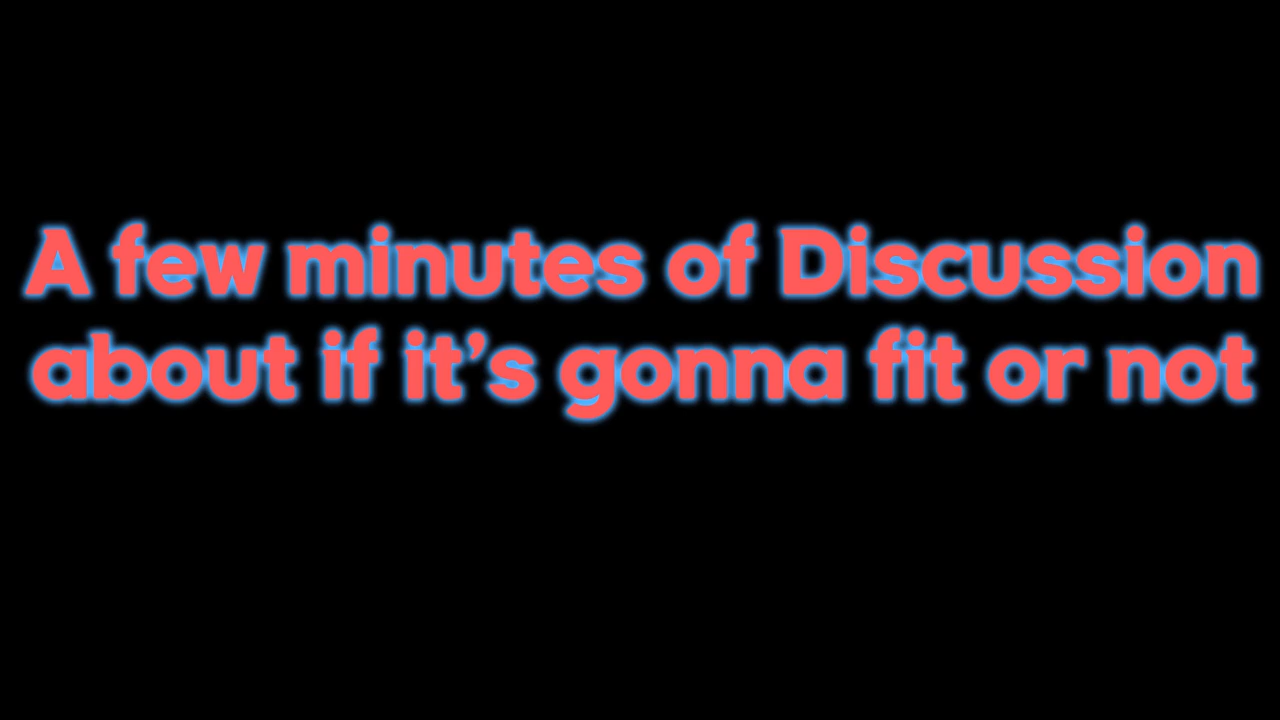 A few minutes of Discussion
about if it’s gonna fit or not